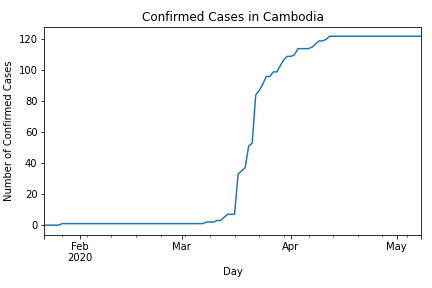 Confirmed Cases in Cambodia
Number of Confirmed Cases
120
100
80
60
40
20
0
Feb
2020
Mar
Apr
May
Day